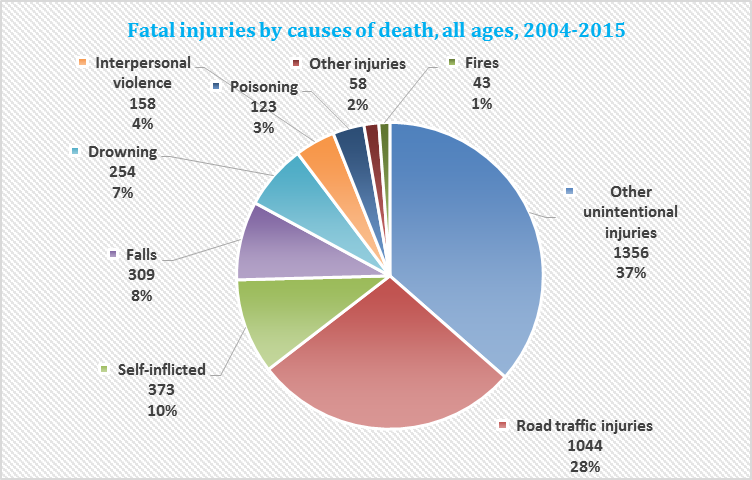 Fatal injuries by causes of death, all ages, 2004-2015
Interpersonal
violence
158
4%
Poisoning
123
3%
Other injuries
58
2%
Fires
43
1%
Drowning
254
7%
Other
unintentional
injuries
1356
37%
Falls
309
8%
Self-inflicted
373
10%
Road traffic injuries
1044
28%